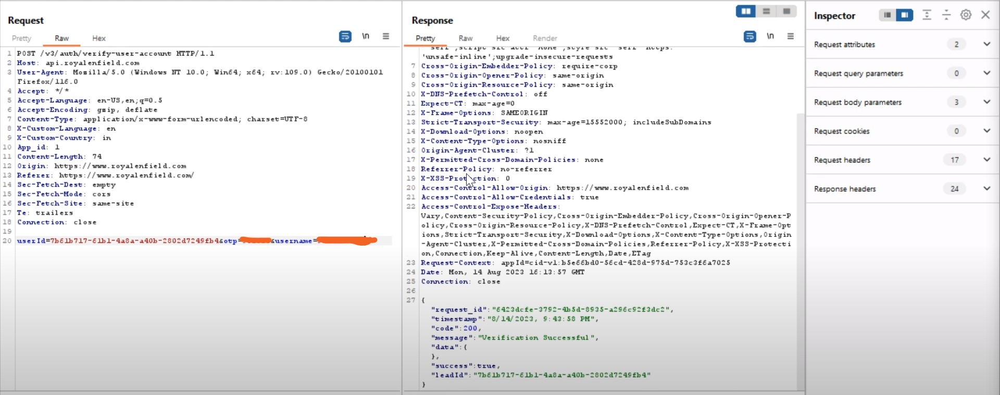 Request
Pretty
Raw
Hex
\n
1 POST /v3/auth/verify-user-account HTTP/1.1
2 Host: api.royalenfield.com
3 User-Agent: Mozilla/5.0 (Windows NT 10.0; Win64; x64; rv:109.0) Gecko/20100101
Firefox/116.0
4 Accept: */*
5 Accept-Language: en-US,en;q=0.5
6 Accept-Encoding: gzip, deflate
7 Content-Type: application/x-www-form-urlencoded; charset=UTF-8
8 X-Custom-Language: en
9 X-Custom-Country: in
10 App_id: 1
11 Content-Length: 74
12 Origin: https://www.royalenfield.com
13 Referer: https://www.royalenfield.com/
14 Sec-Fetch-Dest: empty
15 Sec-Fetch-Mode: cors
16 Sec-Fetch-Site: same-site
17 Te: trailers
18 Connection: close
19
20 userId=7b61b717-61b1-4a8a-a40b-2802d7249fb4&otp=&username=
Response
Pretty
Raw
Hex
Render
\n
'unsafe-inline';upgrade-insecure-requests
7 Cross-Origin-Embedder-Policy: require-corp
8 Cross-Origin-Opener-Policy: same-origin
9 Cross-Origin-Resource-Policy: same-origin
10 X-DNS-Prefetch-Control: off
11 Expect-CT: max-age=0
12 X-Frame-Options: SAMEORIGIN
13 Strict-Transport-Security: max-age=15552000; includeSubDomains
14 X-Download-Options: noopen
15 X-Content-Type-Options: nosniff
16 Origin-Agent-Cluster: ?1
17 X-Permitted-Cross-Domain-Policies: none
18 Referrer-Policy: no-referrer
19 X-XSS-Protection: 0
20 Access-Control-Allow-Origin: https://www.royalenfield.com
21 Access-Control-Allow-Credentials: true
22 Access-Control-Expose-Headers:
Vary,Content-Security-Policy,Cross-Origin-Embedder-Policy,Cross-Origin-Opener-P
olicy,Cross-Origin-Resource-Policy,X-DNS-Prefetch-Control,Expect-CT,X-Frame-Opt
ions,Strict-Transport-Security,X-Download-Options,X-Content-Type-Options,Origin
-Agent-Cluster,X-Permitted-Cross-Domain-Policies,Referrer-Policy,X-XSS-Protecti
on,Connection,Keep-Alive,Content-Length,Date,ETag
23 Request-Context: appId=cid-v1:b5e66bd0-56cd-428d-975d-753c3f6a7025
24 Date: Mon, 14 Aug 2023 16:13:57 GMT
25 Connection: close
26
27 {
"request_id":"6423dcfe-3792-4b5d-8935-a296c92f3dc2",
"timestamp":"8/14/2023, 9:43:58 PM",
"code":200,
"message":"Verification Successful",
"data":{
},
"success":true,
"leadId":"7b61b717-61b1-4a8a-a40b-2802d7249fb4"
}
Inspector
Request attributes 2
Request query parameters 0
Request body parameters 3
Request cookies 0
Request headers 17
Response headers 24